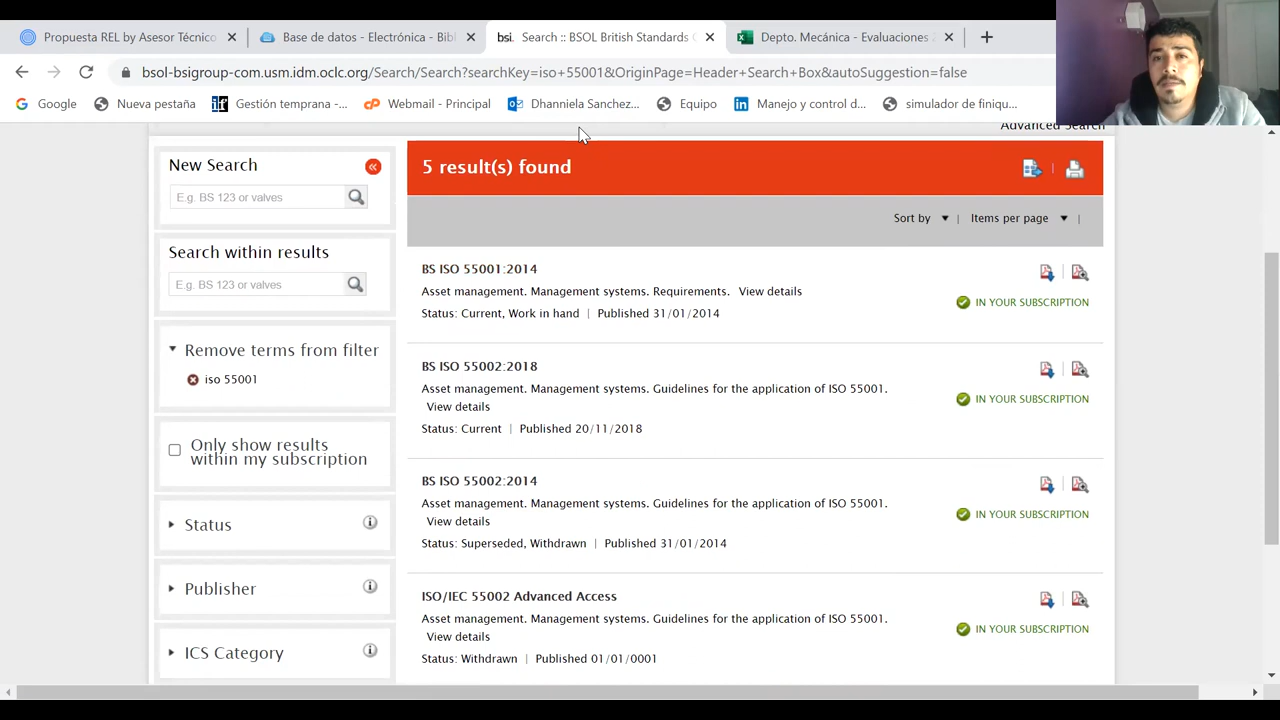 Propuesta REL by Asesor Técnico
Base de datos - Electrónica - Bibl
bsi. Search :: BSOL British Standards O
Depto. Mecánica - Evaluaciones 2
bsol-bsigroup-com.usm.idm.oclc.org/Search/Search?searchKey=iso+55001&OriginPage=Header+Search+Box&autoSuggestion=false
Google
Nueva pestaña
Gestión temprana -...
Webmail - Principal
Dhanniela Sanchez...
Equipo
Manejo y control d...
simulador de finiqu...
Advanced Search
New Search
E.g. BS 123 or valves
Search within results
E.g. BS 123 or valves
Remove terms from filter
iso 55001
Only show results
within my subscription
Status
Publisher
ICS Category
5 result(s) found
Sort by | Items per page |
BS ISO 55001:2014
Asset management. Management systems. Requirements. View details
Status: Current, Work in hand | Published 31/01/2014
IN YOUR SUBSCRIPTION
BS ISO 55002:2018
Asset management. Management systems. Guidelines for the application of ISO 55001.
View details
Status: Current | Published 20/11/2018
IN YOUR SUBSCRIPTION
BS ISO 55002:2014
Asset management. Management systems. Guidelines for the application of ISO 55001.
View details
Status: Superseded, Withdrawn | Published 31/01/2014
IN YOUR SUBSCRIPTION
ISO/IEC 55002 Advanced Access
Asset management. Management systems. Guidelines for the application of ISO 55001.
View details
Status: Withdrawn | Published 01/01/0001
IN YOUR SUBSCRIPTION